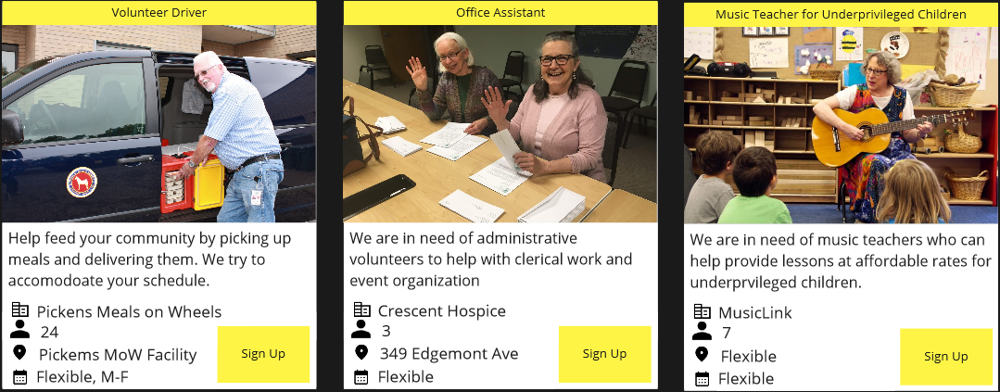 Volunteer Driver
Help feed your community by picking up
meals and delivering them. We try to
accomodoate your schedule.
Pickens Meals on Wheels
24
Pickems MoW Facility
Flexible, M-F
Sign Up
Office Assistant
We are in need of administrative
volunteers to help with clerical work and
event organization
Crescent Hospice
3
349 Edgemont Ave
Flexible
Sign Up
Music Teacher for Underprivileged Children
We are in need of music teachers who can
help provide lessons at affordable rates for
underprvileged children.
MusicLink
7
Flexible
Flexible
Sign Up